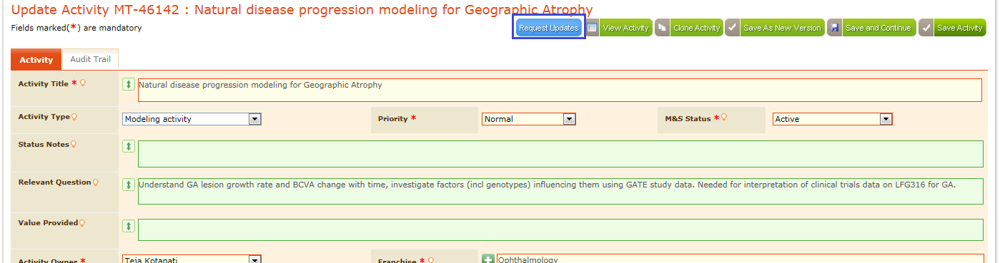 Update Activity MT-46142 : Natural disease progression modeling for Geographic Atrophy
Fields marked(*) are mandatory
Request Updates View Activity Clone Activity Save As New Version Save and Continue Save Activity
Activity Audit Trail
Activity Title * Natural disease progression modeling for Geographic Atrophy
Activity Type Modeling activity Priority * Normal M&S Status * Active
Status Notes
Relevant Question Understand GA lesion growth rate and BCVA change with time, investigate factors (incl genotypes) influencing them using GATE study data. Needed for interpretation of clinical trials data on LFG316 for GA.
Value Provided
Activity Owner * Teja Kotapati Franchise * Ophthalmology